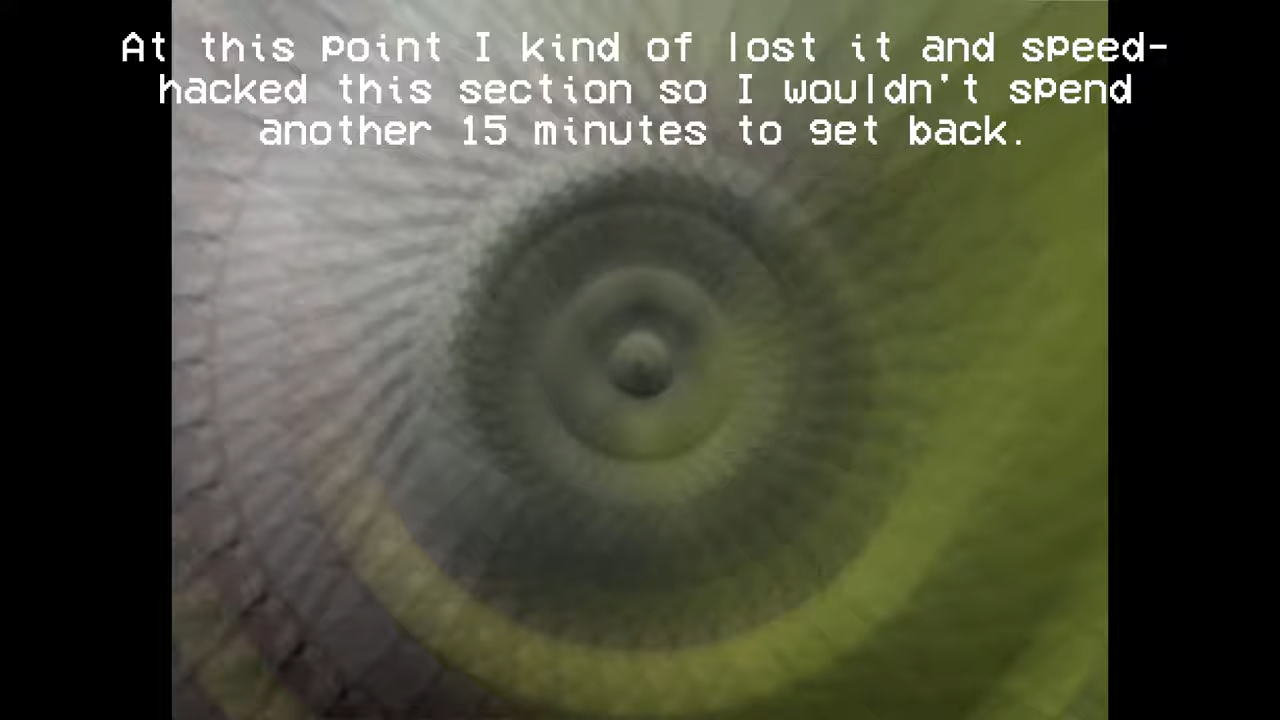 At this point I kind of lost it and speed-
hacked this section so I wouldn't spend
another 15 minutes to get back.